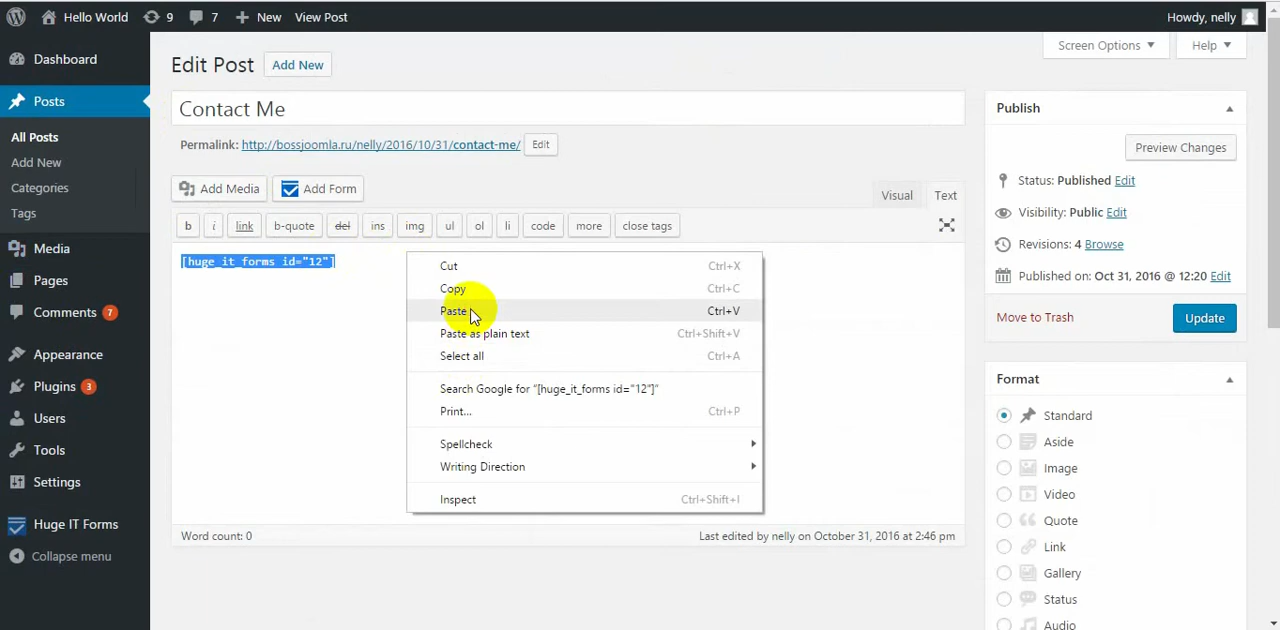 Hello World 9 7 New View Post Howdy, nelly
Screen Options Help
Dashboard
Posts
All Posts
Add New
Categories
Tags
Media
Pages
Comments 7
Appearance
Plugins 3
Users
Tools
Settings
Huge IT Forms
Collapse menu
Edit Post Add New
Contact Me
Permalink: http://bossjoomla.ru/nelly/2016/10/31/contact-me/ Edit
Add Media Add Form Visual Text
b i link b-quote del ins img ul ol li code more close tags
[huge_it_forms id="12"]
Cut Ctrl+X
Copy Ctrl+C
Paste Ctrl+V
Paste as plain text Ctrl+Shift+V
Select all Ctrl+A
Search Google for “[huge_it_forms id="12"]”
Print... Ctrl+P
Spellcheck
Writing Direction
Inspect Ctrl+Shift+I
Word count: 0 Last edited by nelly on October 31, 2016 at 2:46 pm
Publish
Preview Changes
Status: Published Edit
Visibility: Public Edit
Revisions: 4 Browse
Published on: Oct 31, 2016 @ 12:20 Edit
Move to Trash Update
Format
Standard
Aside
Image
Video
Quote
Link
Gallery
Status
Audio